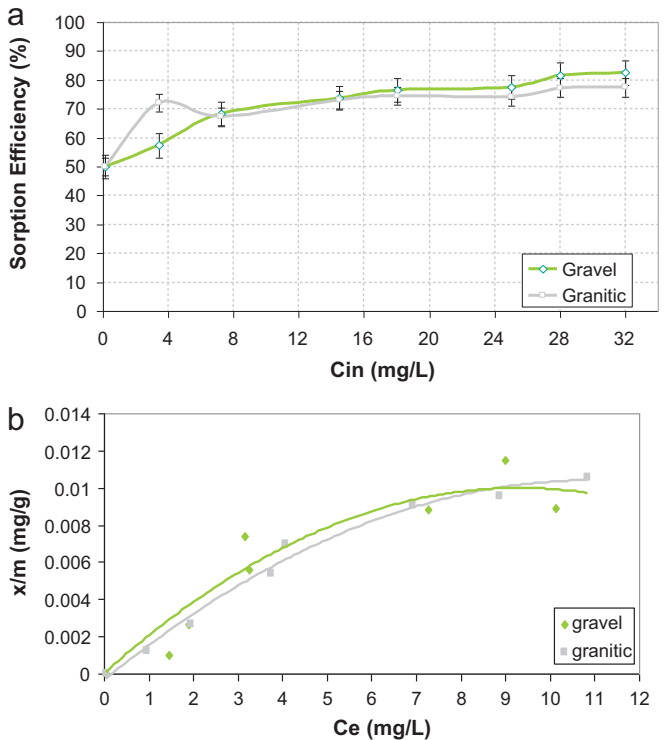 a
Sorption Efficiency (%)
100
90
80
70
60
50
40
30
20
10
0
0 4 8 12 16 20 24 28 32
Cin (mg/L)
Gravel
Granitic
b
x/m (mg/g)
0.014
0.012
0.01
0.008
0.006
0.004
0.002
0
0 1 2 3 4 5 6 7 8 9 10 11 12
Ce (mg/L)
gravel
granitic